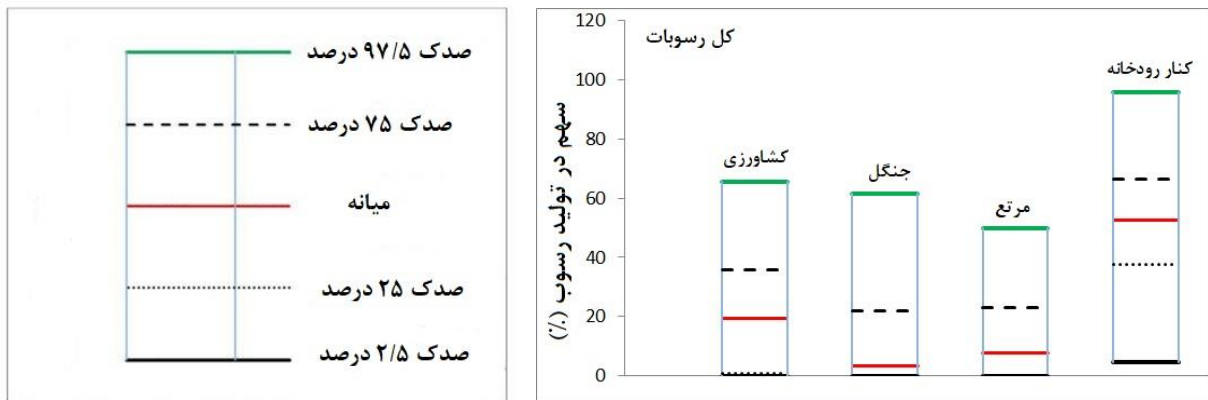 صدک ۹۷/۵ درصد
صدک ۷۵ درصد
میانه
صدک ۲۵ درصد
صدک ۲/۵ درصد
کل رسوبات
سهم در تولید رسوب (٪)
120
100
80
60
40
20
0
کشاورزی
جنگل
مرتع
کنار رودخانه